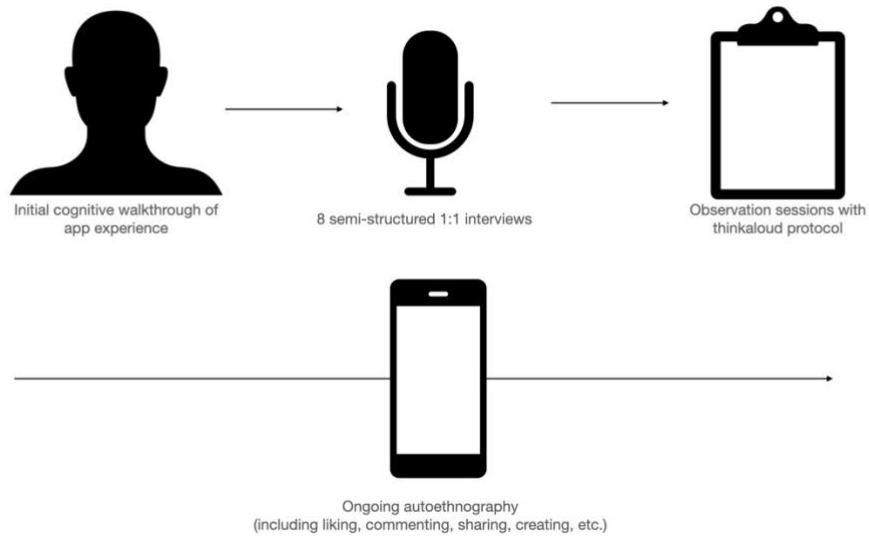 Initial cognitive walkthrough of
app experience
8 semi-structured 1:1 interviews
Observation sessions with
thinkaloud protocol
Ongoing autoethnography
(including liking, commenting, sharing, creating, etc.)